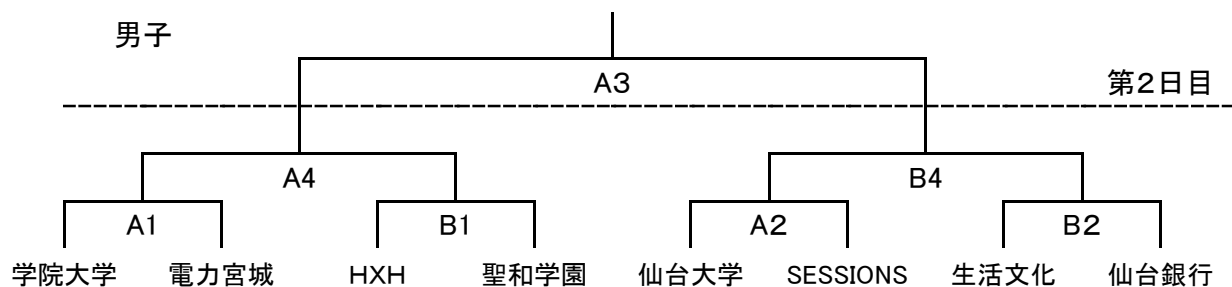 男子
A3
第2日目
A4 B4
A1 B1 A2 B2
学院大学 電力宮城 HXH 聖和学園 仙台大学 SESSIONS 生活文化 仙台銀行